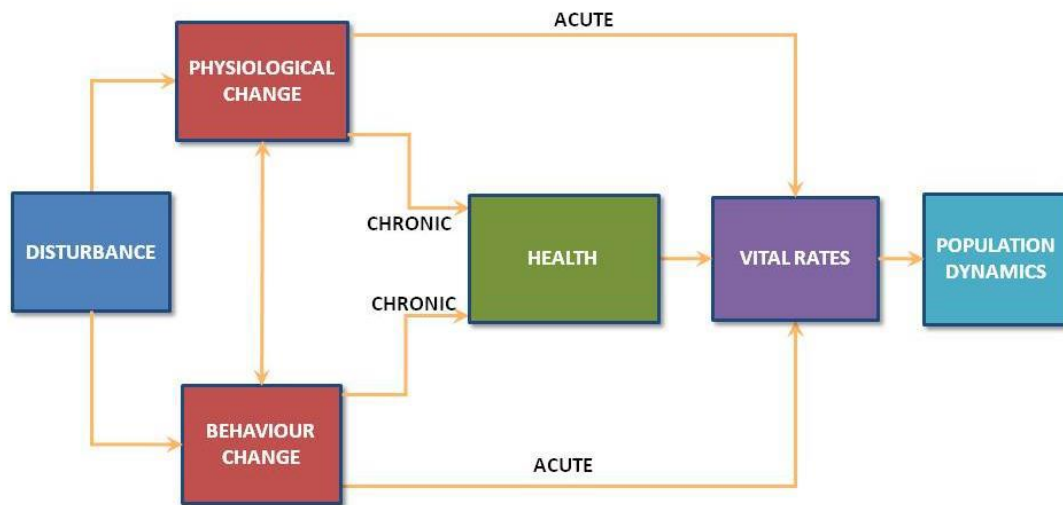 ACUTE
PHYSIOLOGICAL
CHANGE
CHRONIC
DISTURBANCE
HEALTH
VITAL RATES
POPULATION
DYNAMICS
CHRONIC
BEHAVIOUR
CHANGE
ACUTE